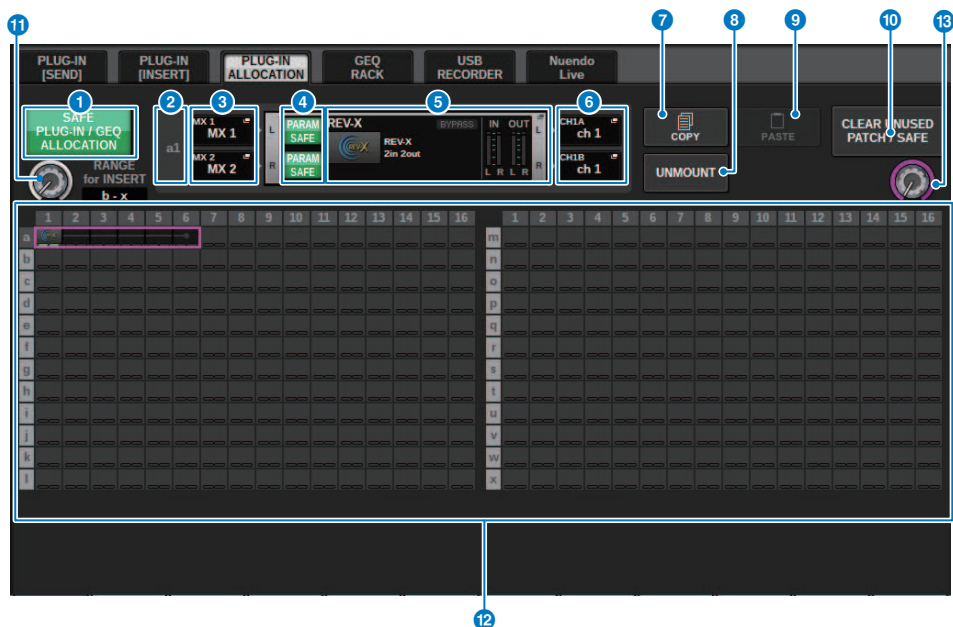 7 8 9 10 13
11
PLUG-IN [SEND] PLUG-IN [INSERT] PLUG-IN ALLOCATION GEQ RACK USB RECORDER Nuendo Live
1 2 3 4 5 6
SAFE PLUG-IN / GEQ ALLOCATION
RANGE for INSERT
b - x
a1
MX 1
MX 1
MX 2
MX 2
L
R
PARAM SAFE
PARAM SAFE
REV-X BYPASS IN OUT
REV-X
REV-X
2in 2out
L R L R
L
R
CH1A
ch 1
CH1B
ch 1
COPY
PASTE
UNMOUNT
CLEAR UNUSED PATCH / SAFE
1 2 3 4 5 6 7 8 9 10 11 12 13 14 15 16 1 2 3 4 5 6 7 8 9 10 11 12 13 14 15 16
a REV-X m
b n
c o
d p
e q
f r
g s
h t
i u
j v
k w
l x
12